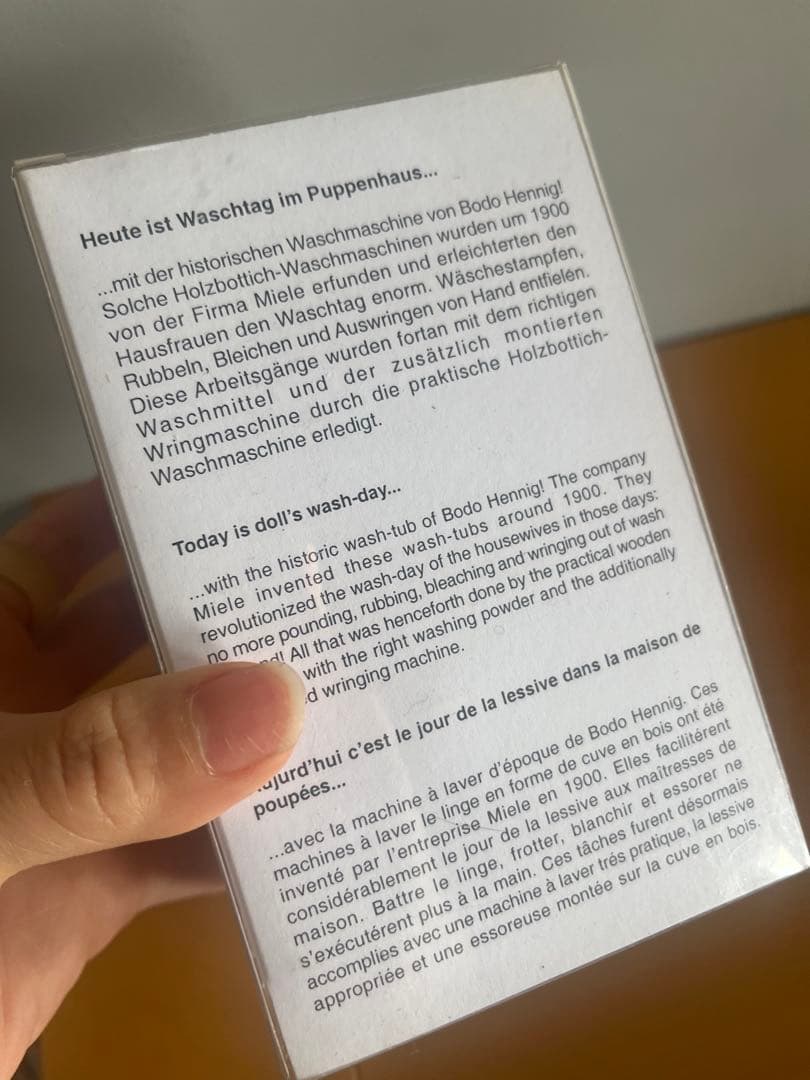 Heute ist Waschtag im Puppenhaus...
...mit der historischen Waschmaschine von Bodo Hennig!
Solche Holzbottich-Waschmaschinen wurden um 1900
von der Firma Miele erfunden und erleichterten den
Hausfrauen den Waschtag enorm. Wäschestampfen,
Rubbeln, Bleichen und Auswringen von Hand entfielen.
Diese Arbeitsgänge wurden fortan mit dem richtigen
Waschmittel und der zusätzlich montierten
Wringmaschine durch die praktische Holzbottich-
Waschmaschine erledigt.
Today is doll's wash-day...
...with the historic wash-tub of Bodo Hennig! The company
Miele invented these wash-tubs around 1900. They
revolutionized the wash-day of the housewives in those days:
no more pounding, rubbing, bleaching and wringing out of wash
All that was henceforth done by the practical wooden
with the right washing powder and the additionally
wringing machine.
c'est le jour de la lessive dans la maison de
poupées...
...avec la machine à laver d'époque de Bodo Hennig. Ces
machines à laver le linge en forme de cuve en bois ont été
inventé par l'entreprise Miele en 1900. Elles facilitérent
considérablement le jour de la lessive aux maîtresses de
maison. Battre le linge, frotter, blanchir et essorer ne
s'exécutérent plus à la main. Ces tâches furent désormais
accomplies avec une machine à laver trés pratique, la lessive
appropriée et une essoreuse montée sur la cuve en bois.